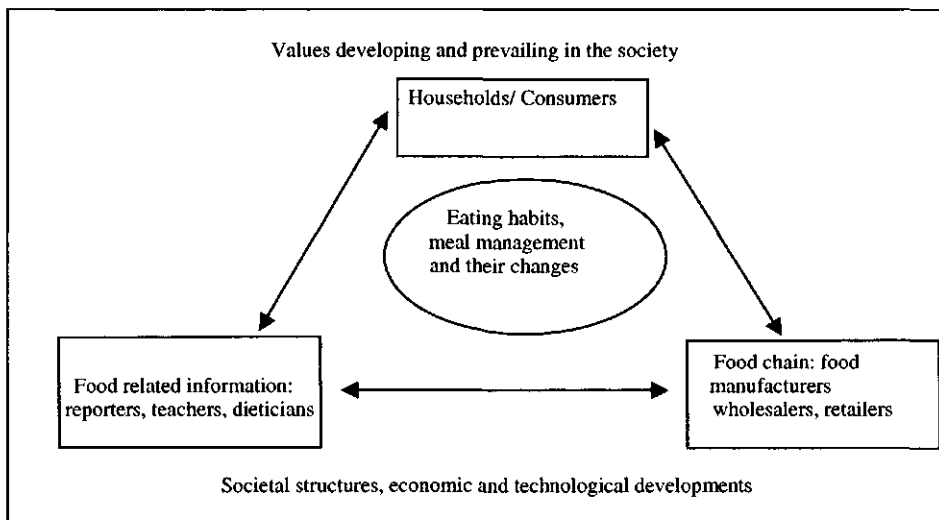 Values developing and prevailing in the society
Households/ Consumers
Eating habits,
meal management
and their changes
Food related information:
reporters, teachers, dieticians
Food chain: food
manufacturers
wholesalers, retailers
Societal structures, economic and technological developments